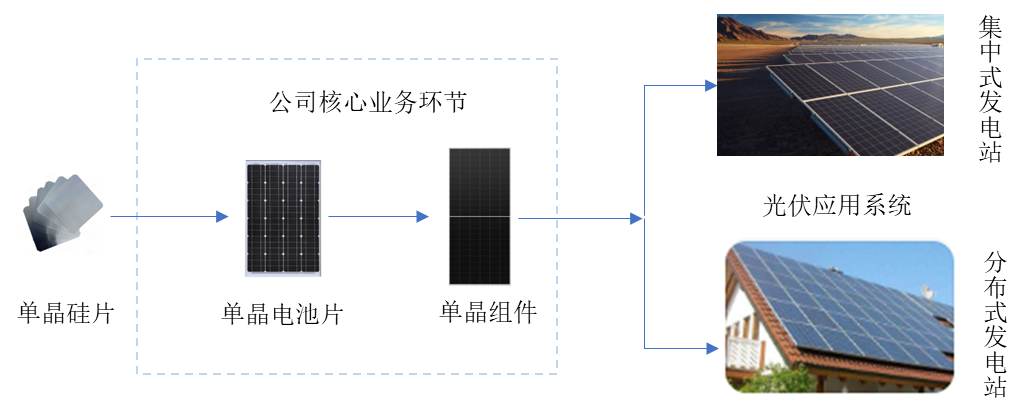 公司核心业务环节
单晶硅片
单晶电池片
单晶组件
集中式发电站
光伏应用系统
分布式发电站